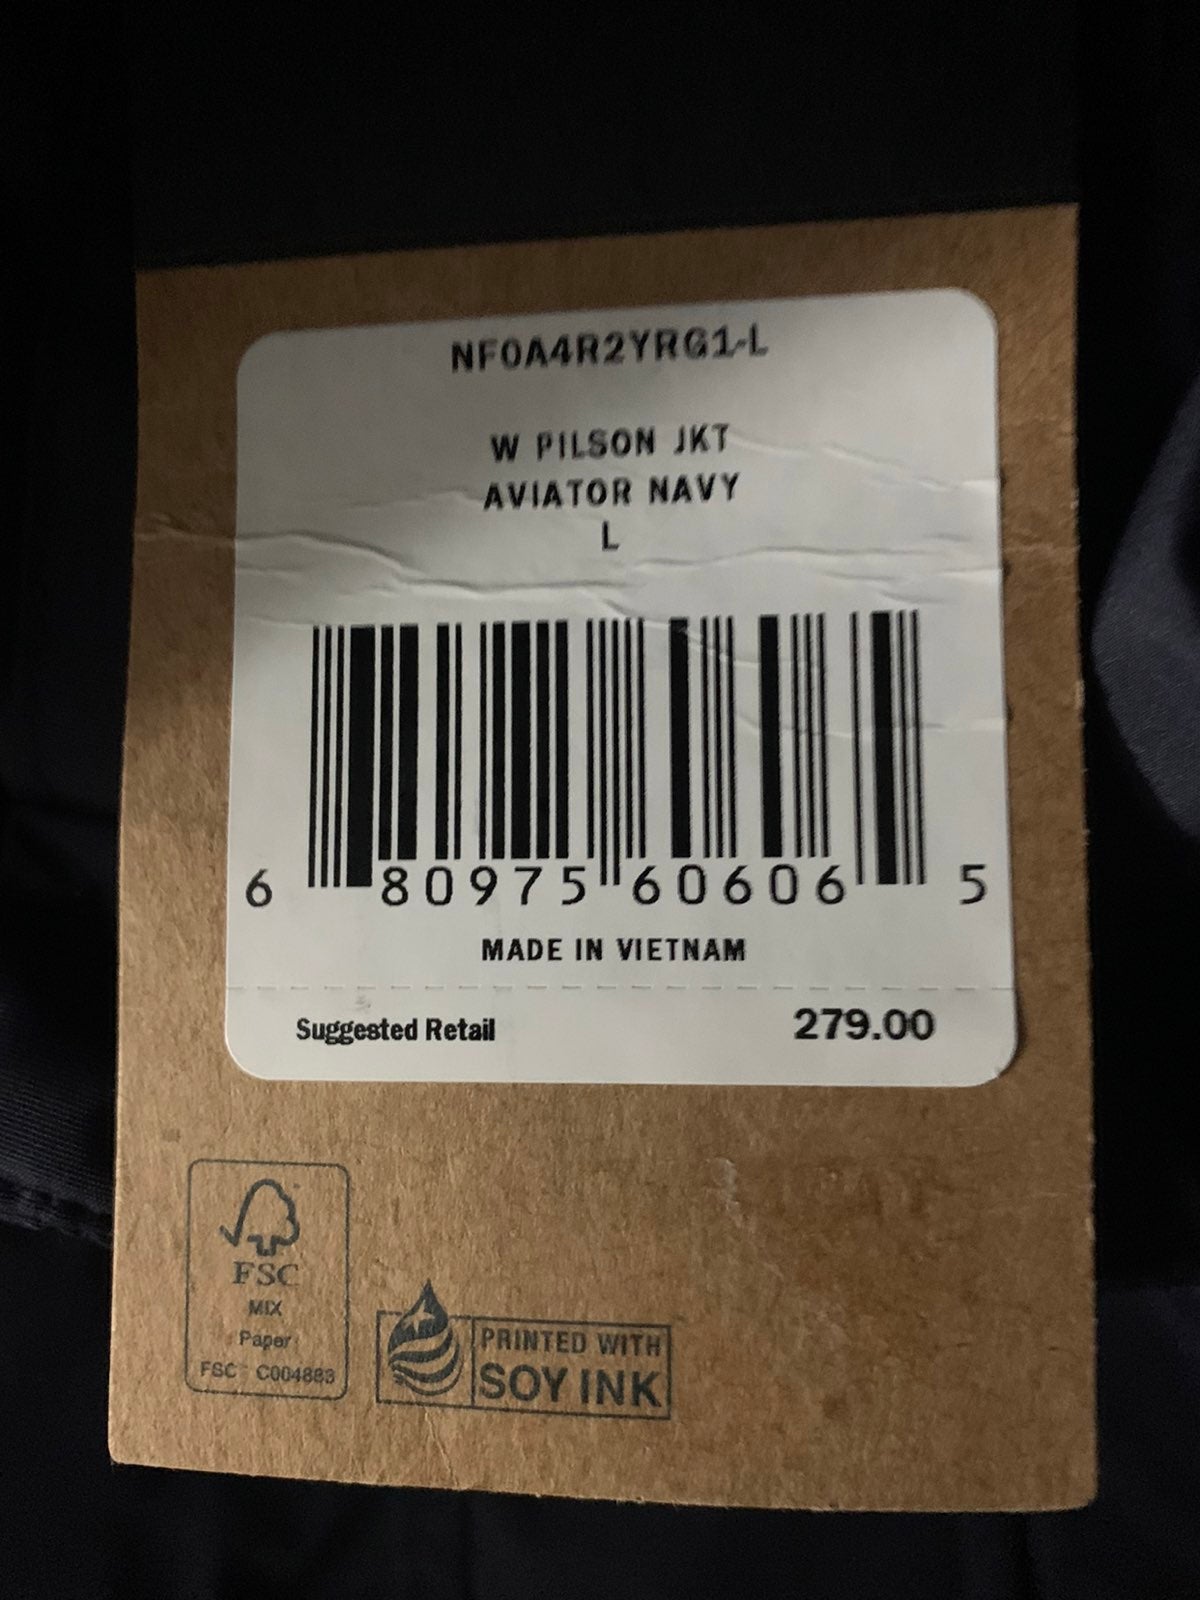 NF0A4R2YRG1-L
W PILSON JKT
AVIATOR NAVY
L
6 80975 60606 5
MADE IN VIETNAM
Suggested Retail 279.00
FSC
MIX
Paper
FSC™ C004883
PRINTED WITH
SOY INK